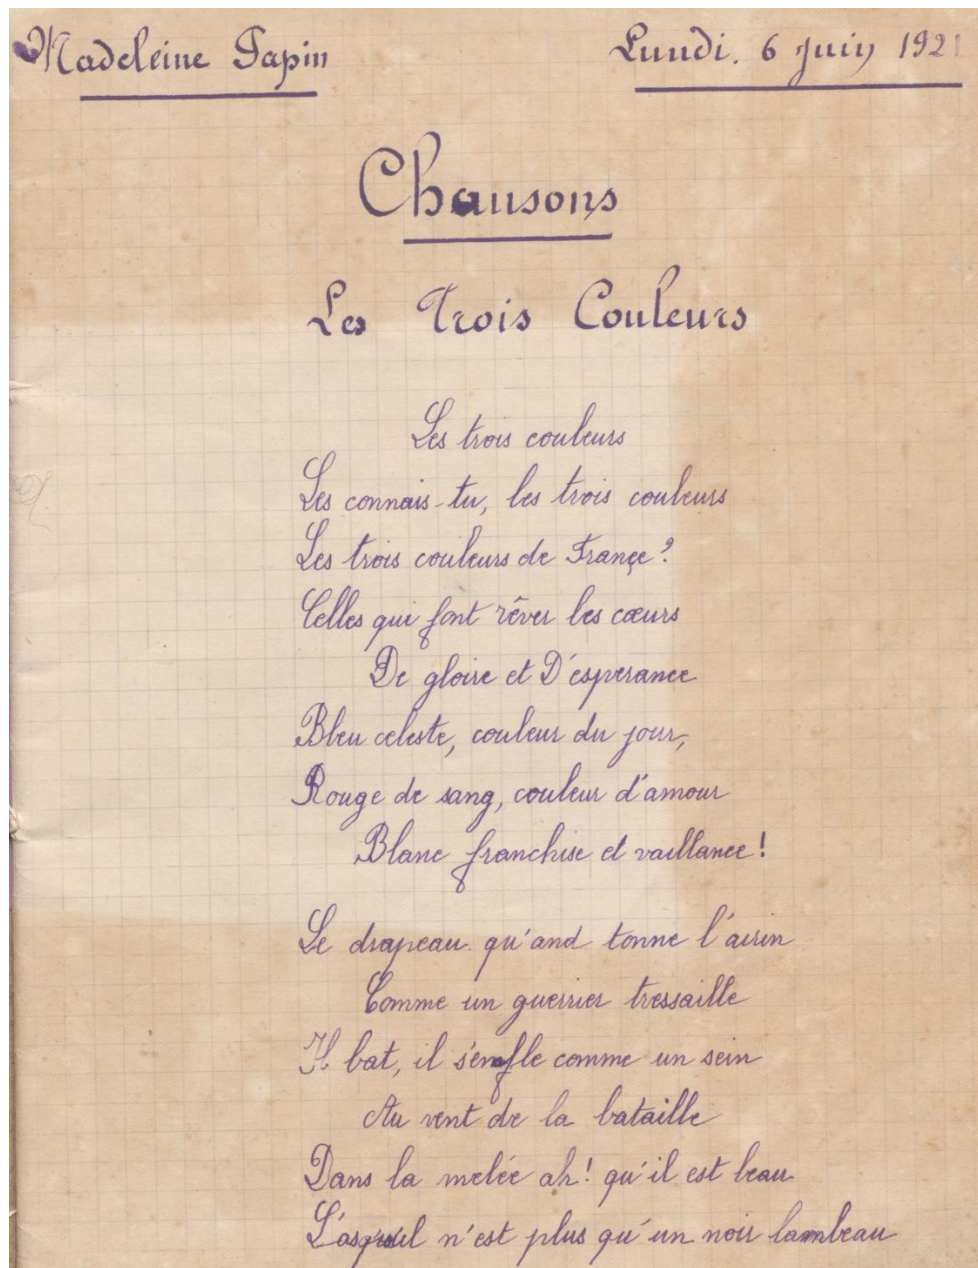 Madeleine Papin
Lundi. 6 Juin 1921
Chansons
Les Trois Couleurs
Les trois couleurs
Les connais-tu, les trois couleurs
Les trois couleurs de Françe ?
Celles qui font rêver les cœurs
De gloire et D'esperance
Bleu celeste, couleur du jour,
Rouge de sang, couleur d'amour
Blanc franchise et vaillance !
Le drapeau qu'and tonne l'airin
Comme un guerrier tressaille
Il bat, il s'enfle comme un sein
Au vent de la bataille
Dans la melée ah ! qu'il est beau
n'est plus qu'un noir lambeau